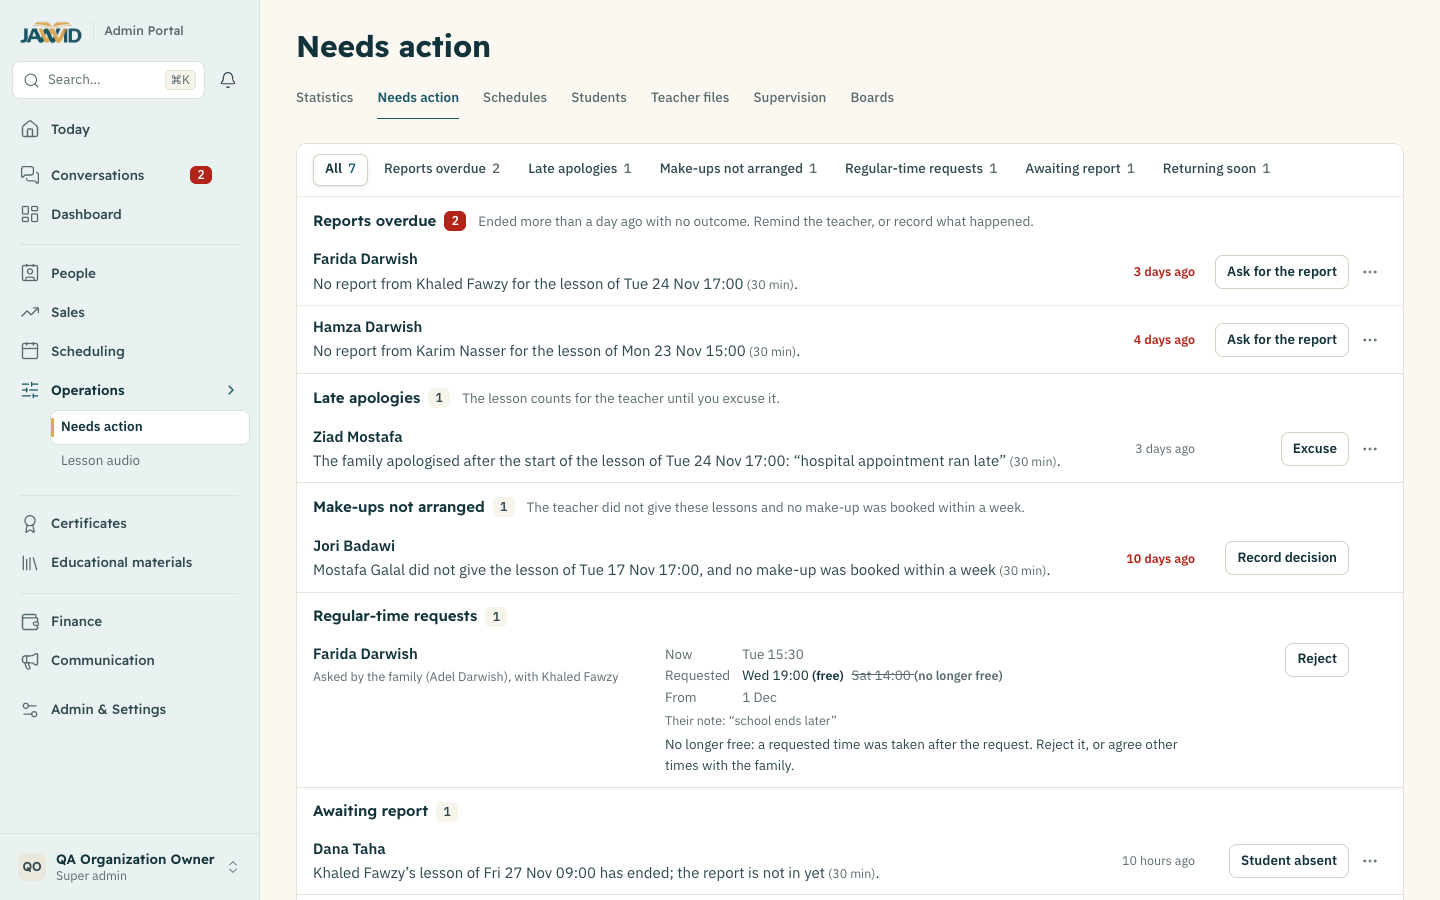 JAWWID Admin Portal
Search... ⌘K
Today
Conversations 2
Dashboard
People
Sales
Scheduling
Operations
Needs action
Lesson audio
Certificates
Educational materials
Finance
Communication
Admin & Settings
QO QA Organization Owner
Super admin
Needs action
Statistics Needs action Schedules Students Teacher files Supervision Boards
All 7 Reports overdue 2 Late apologies 1 Make-ups not arranged 1 Regular-time requests 1 Awaiting report 1 Returning soon 1
Reports overdue 2 Ended more than a day ago with no outcome. Remind the teacher, or record what happened.
Farida Darwish
No report from Khaled Fawzy for the lesson of Tue 24 Nov 17:00 (30 min). 3 days ago Ask for the report
Hamza Darwish
No report from Karim Nasser for the lesson of Mon 23 Nov 15:00 (30 min). 4 days ago Ask for the report
Late apologies 1 The lesson counts for the teacher until you excuse it.
Ziad Mostafa
The family apologised after the start of the lesson of Tue 24 Nov 17:00: “hospital appointment ran late” (30 min). 3 days ago Excuse
Make-ups not arranged 1 The teacher did not give these lessons and no make-up was booked within a week.
Jori Badawi
Mostafa Galal did not give the lesson of Tue 17 Nov 17:00, and no make-up was booked within a week (30 min). 10 days ago Record decision
Regular-time requests 1
Farida Darwish
Asked by the family (Adel Darwish), with Khaled Fawzy
Now Tue 15:30
Requested Wed 19:00 (free) Sat 14:00 (no longer free)
From 1 Dec
Their note: “school ends later”
No longer free: a requested time was taken after the request. Reject it, or agree other
times with the family.
Reject
Awaiting report 1
Dana Taha
Khaled Fawzy’s lesson of Fri 27 Nov 09:00 has ended; the report is not in yet (30 min). 10 hours ago Student absent